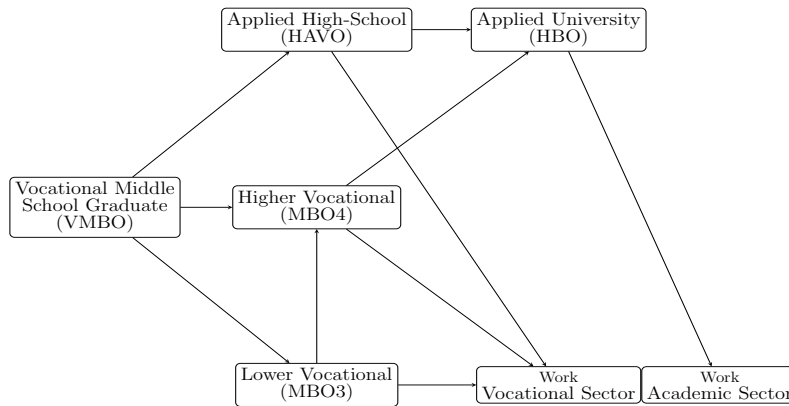 Applied High-School
(HAVO)
Applied University
(HBO)
Vocational Middle
School Graduate
(VMBO)
Higher Vocational
(MBO4)
Lower Vocational
(MBO3)
Work
Vocational Sector
Work
Academic Sector